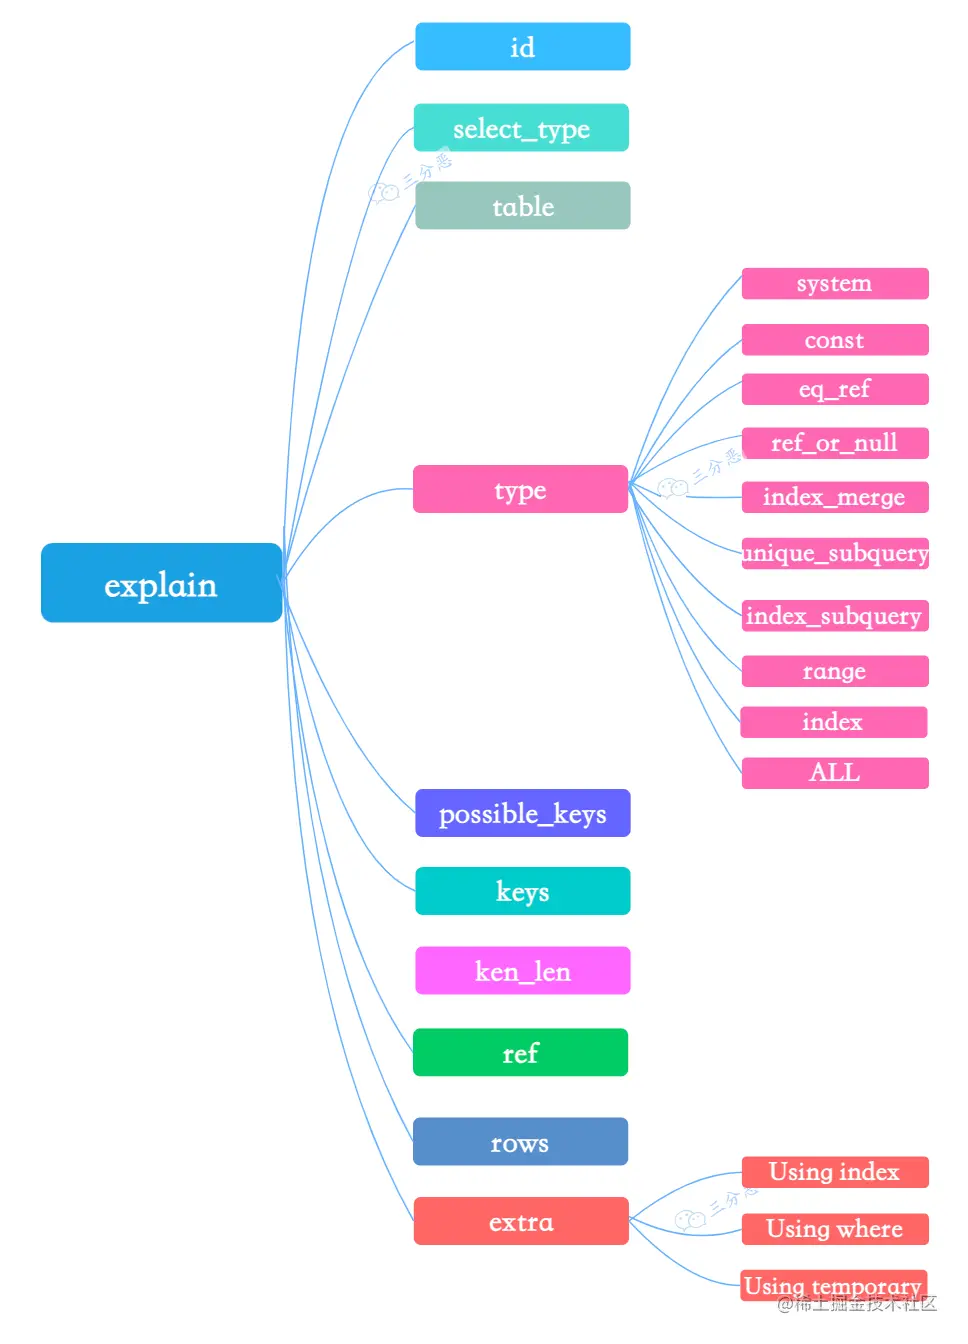 id
select_type
三分恶
table
system
const
eq_ref
ref_or_null
三分恶
type
index_merge
unique_subquery
explain
index_subquery
range
index
ALL
possible_keys
keys
ken_len
ref
rows
Using index
三分恶
extra
Using where
Using temporary
@稀土掘金技术社区